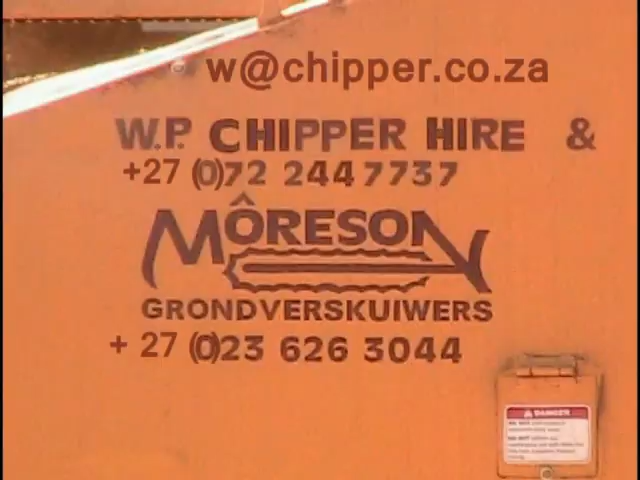 w@chipper.co.za
W.P. CHIPPER HIRE &
+27 (0)72 244 7737
MÔRESON
GRONDVERSKUIWERS
+ 27 (0)23 626 3044
DANGER